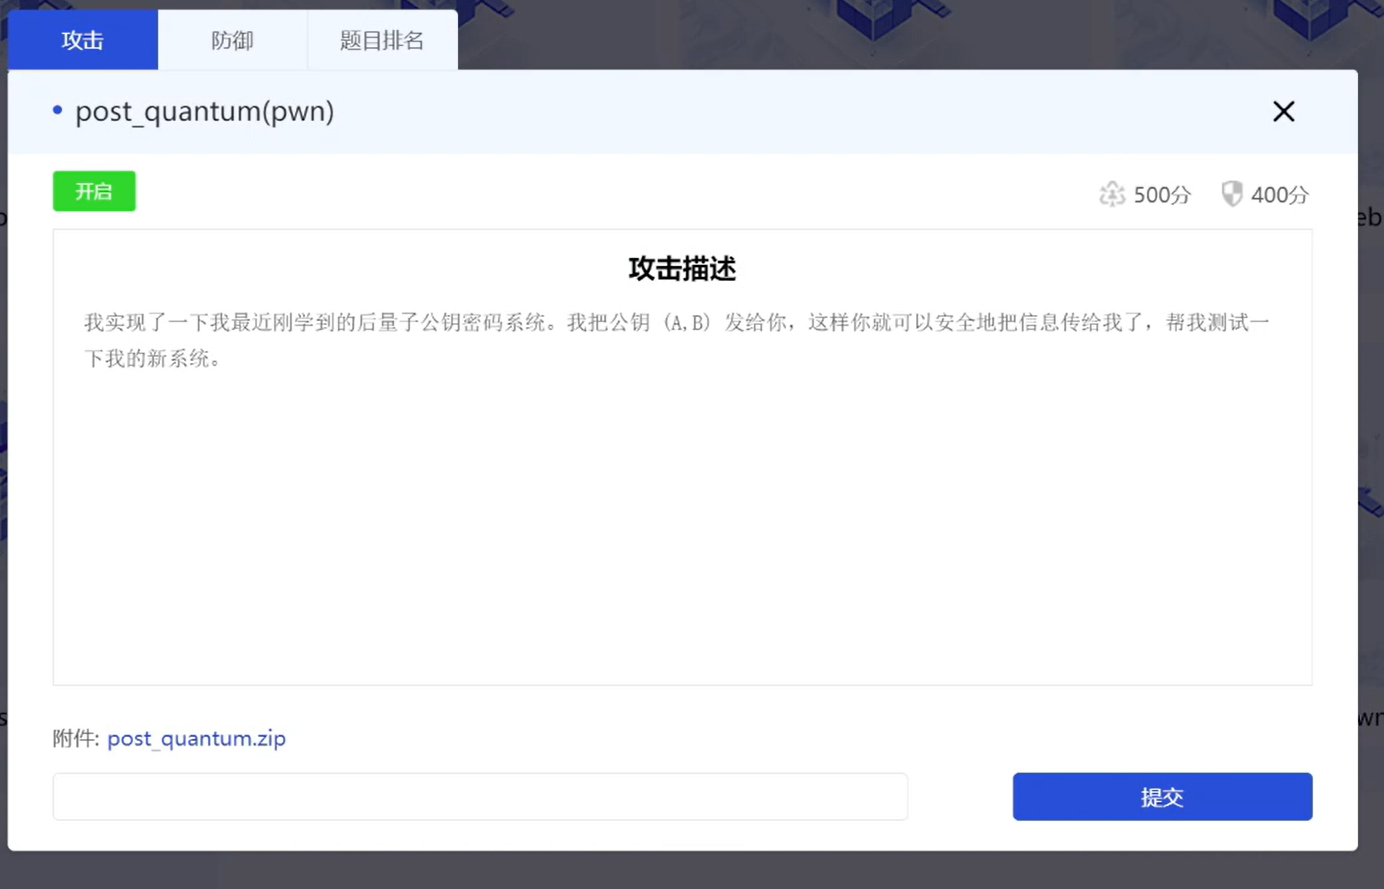 攻击 防御 题目排名
• post_quantum(pwn)
开启 500分 400分
eb
攻击描述
我实现了一下我最近刚学到的后量子公钥密码系统。我把公钥 (A,B) 发给你，这样你就可以安全地把信息传给我了，帮我测试一
下我的新系统。
附件: post_quantum.zip
提交